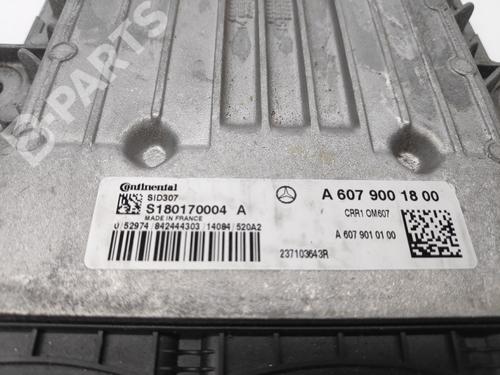 B-PARTS
Continental
SID307
S180170004 A
MADE IN FRANCE
0/52974/842444303/14084/520A2
A 607 900 18 00
CRR1 OM607
A 607 901 01 00
237103643R